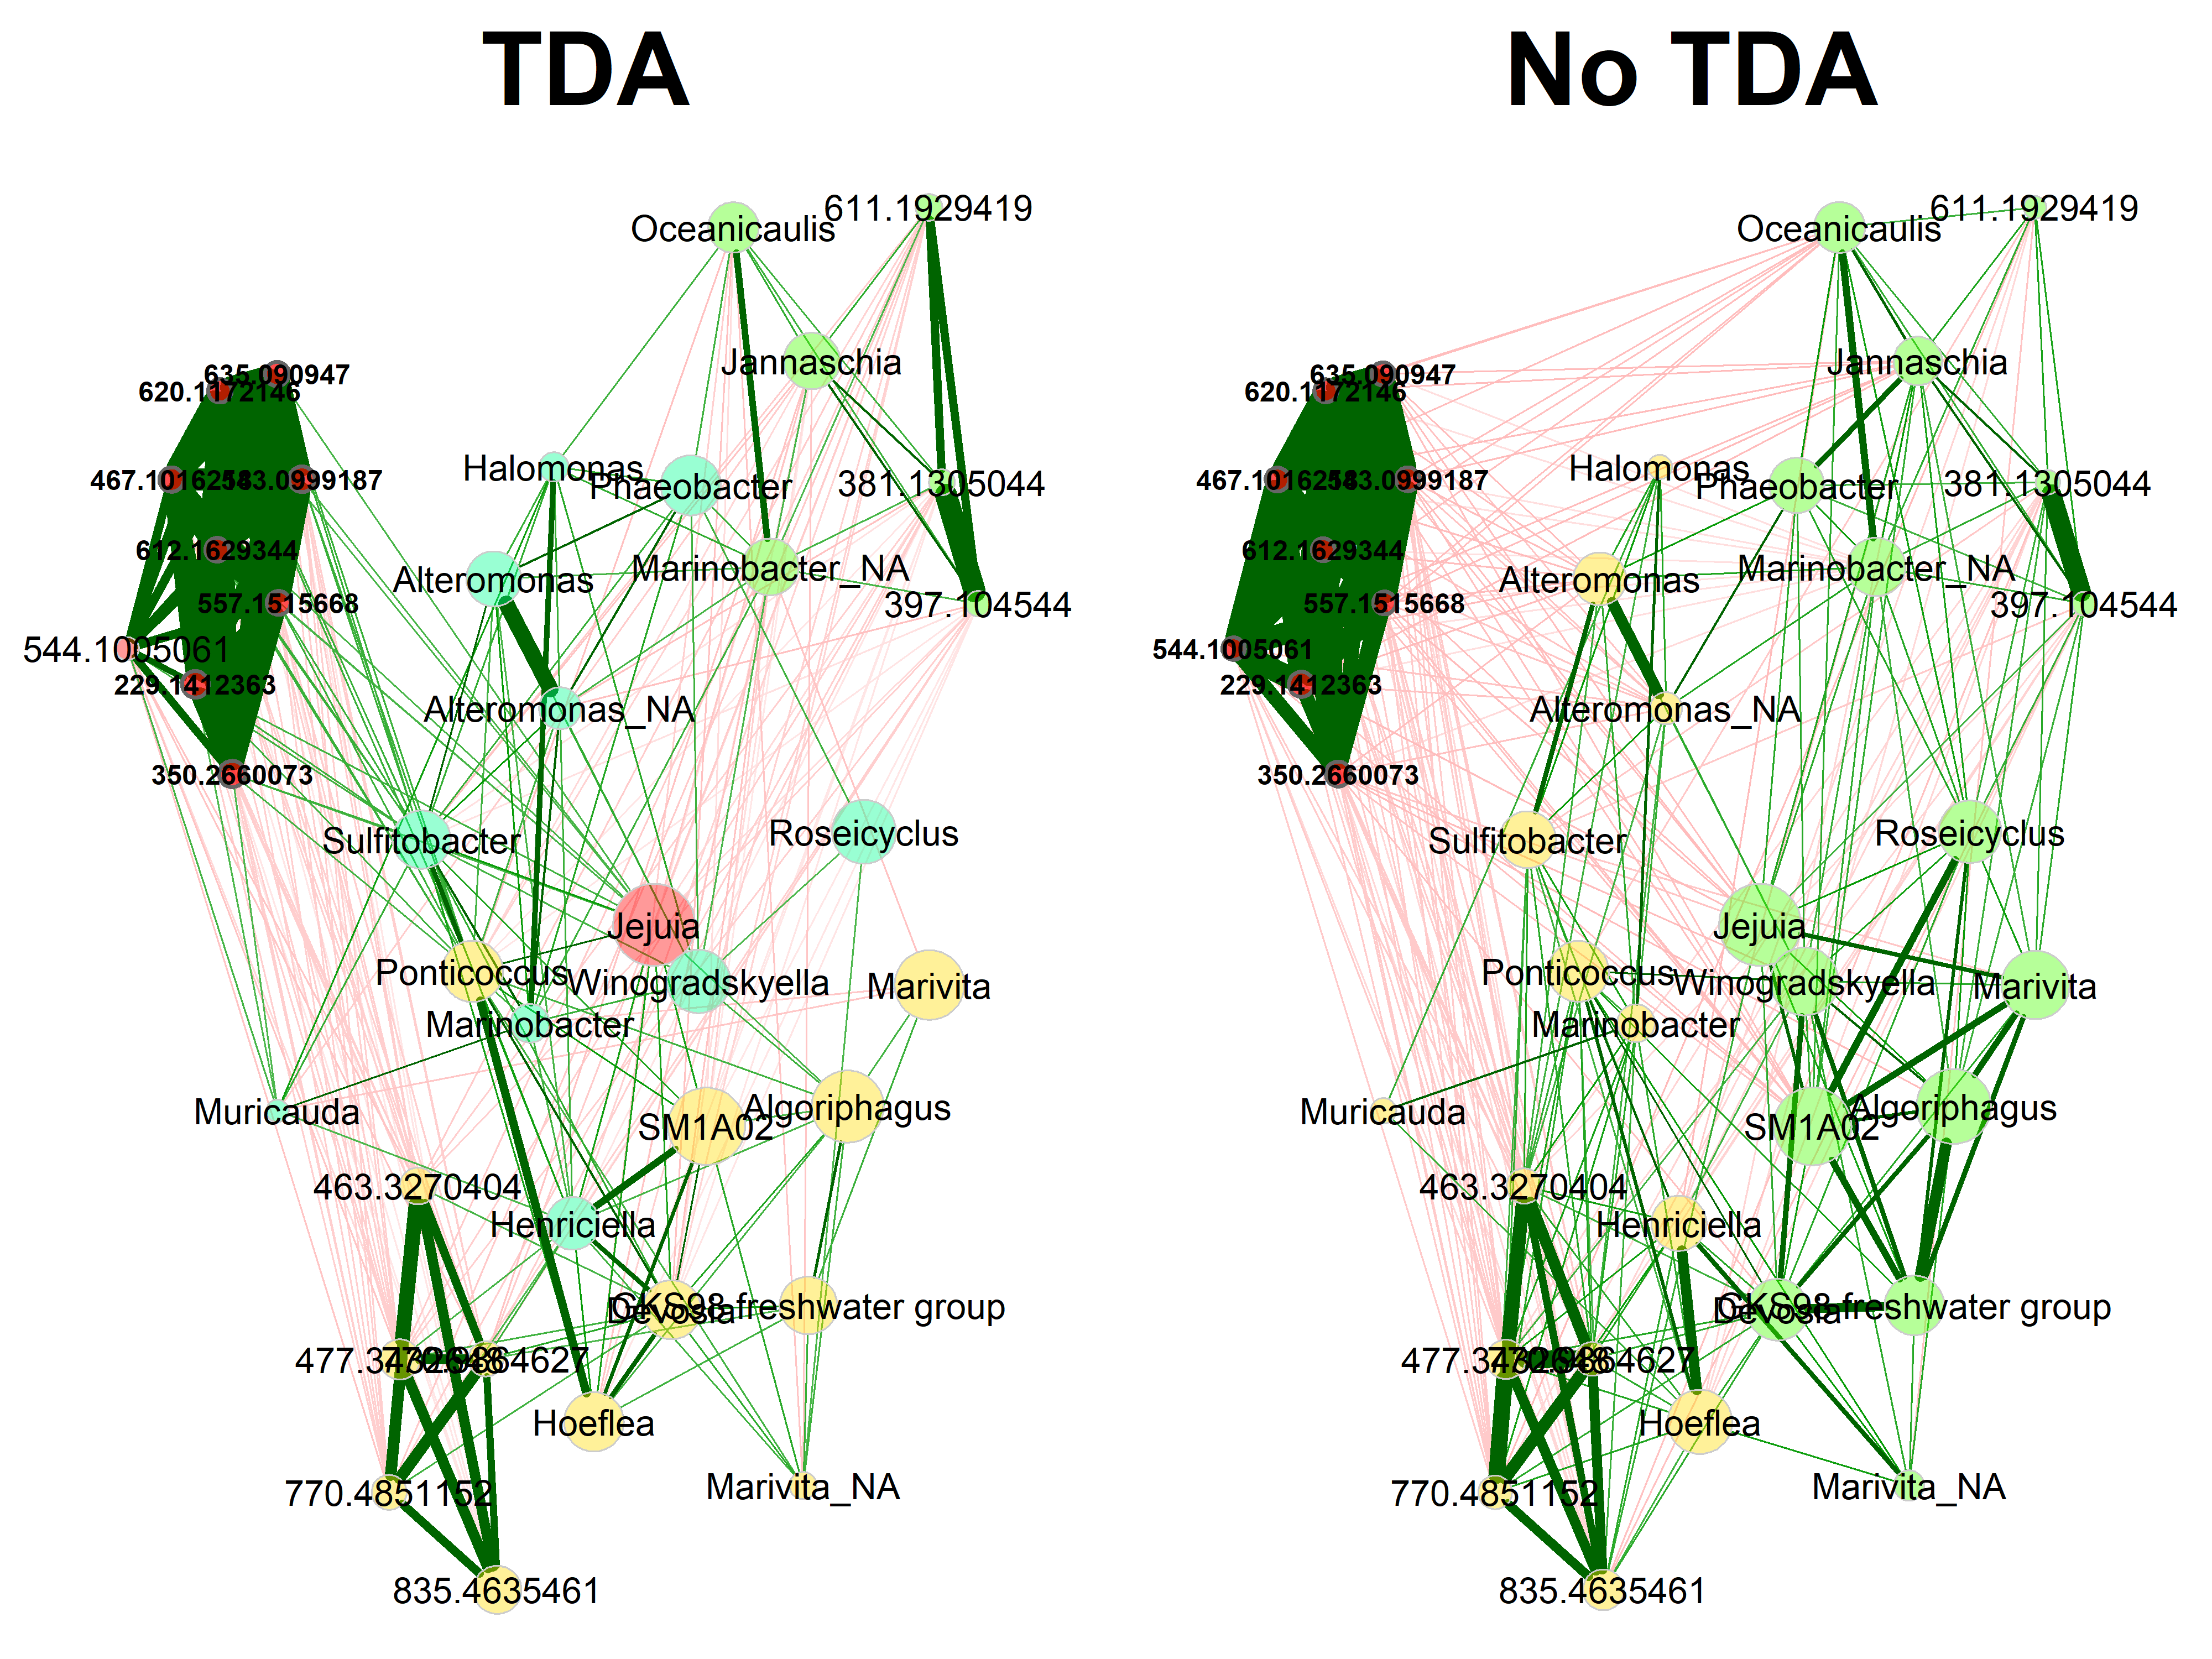 TDA
Oceanicaulis
611.1929419
Jannaschia
635.090947
620.1172146
Halomonas
Phaeobacter
381.1305044
612.1629344
Alteromonas
Marinobacter_NA
557.1515668
397.104544
544.1005061
229.1412363
Alteromonas_NA
350.2660073
Sulfitobacter
Roseicyclus
Jejuia
Ponticoccus
Winogradskyella
Marivita
Marinobacter
Muricauda
SM1A02
Algoriphagus
463.3270404
Henriciella
Devosia
freshwater group
Hoeflea
770.4851152
Marivita_NA
835.4635461
No TDA
Oceanicaulis
611.1929419
Jannaschia
635.090947
620.1172146
Halomonas
Phaeobacter
381.1305044
612.1629344
Alteromonas
Marinobacter_NA
557.1515668
397.104544
544.1005061
229.1412363
Alteromonas_NA
350.2660073
Sulfitobacter
Roseicyclus
Jejuia
Ponticoccus
Winogradskyella
Marivita
Marinobacter
Muricauda
SM1A02
Algoriphagus
463.3270404
Henriciella
Devosia
freshwater group
Hoeflea
770.4851152
Marivita_NA
835.4635461